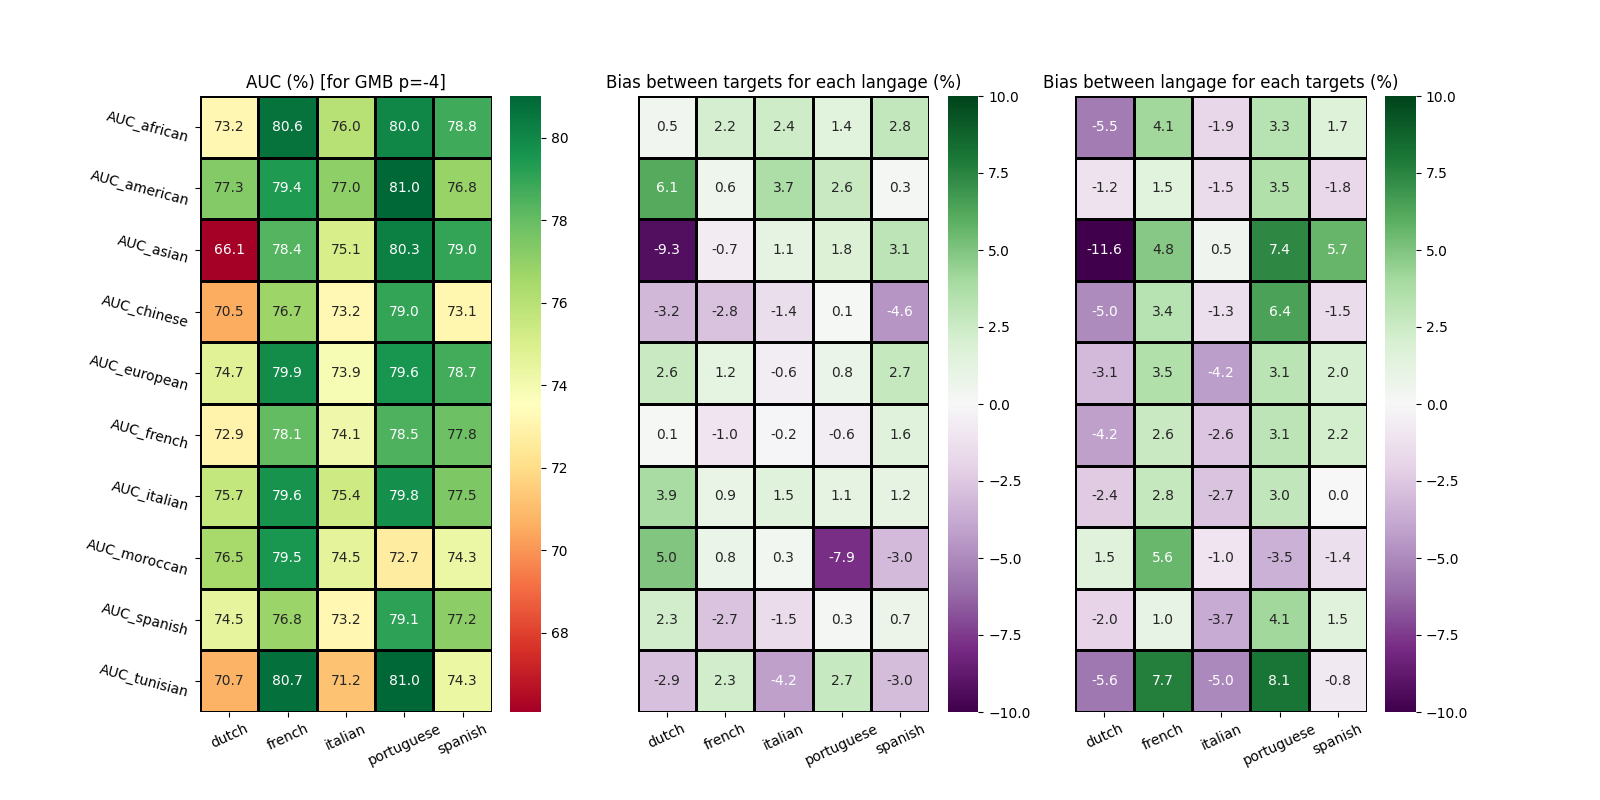 AUC (%) [for GMB p=-4]
Bias between targets for each langage (%)
Bias between langage for each targets (%)
AUC_african 73.2 80.6 76.0 80.0 78.8
AUC_american 77.3 79.4 77.0 81.0 76.8
AUC_asian 66.1 78.4 75.1 80.3 79.0
AUC_chinese 70.5 76.7 73.2 79.0 73.1
AUC_european 74.7 79.9 73.9 79.6 78.7
AUC_french 72.9 78.1 74.1 78.5 77.8
AUC_italian 75.7 79.6 75.4 79.8 77.5
AUC_moroccan 76.5 79.5 74.5 72.7 74.3
AUC_spanish 74.5 76.8 73.2 79.1 77.2
AUC_tunisian 70.7 80.7 71.2 81.0 74.3
dutch french italian portuguese spanish
80
78
76
74
72
70
68
0.5 2.2 2.4 1.4 2.8
6.1 0.6 3.7 2.6 0.3
-9.3 -0.7 1.1 1.8 3.1
-3.2 -2.8 -1.4 0.1 -4.6
2.6 1.2 -0.6 0.8 2.7
0.1 -1.0 -0.2 -0.6 1.6
3.9 0.9 1.5 1.1 1.2
5.0 0.8 0.3 -7.9 -3.0
2.3 -2.7 -1.5 0.3 0.7
-2.9 2.3 -4.2 2.7 -3.0
dutch french italian portuguese spanish
10.0
7.5
5.0
2.5
0.0
−2.5
−5.0
−7.5
−10.0
-5.5 4.1 -1.9 3.3 1.7
-1.2 1.5 -1.5 3.5 -1.8
-11.6 4.8 0.5 7.4 5.7
-5.0 3.4 -1.3 6.4 -1.5
-3.1 3.5 -4.2 3.1 2.0
-4.2 2.6 -2.6 3.1 2.2
-2.4 2.8 -2.7 3.0 0.0
1.5 5.6 -1.0 -3.5 -1.4
-2.0 1.0 -3.7 4.1 1.5
-5.6 7.7 -5.0 8.1 -0.8
dutch french italian portuguese spanish
10.0
7.5
5.0
2.5
0.0
−2.5
−5.0
−7.5
−10.0